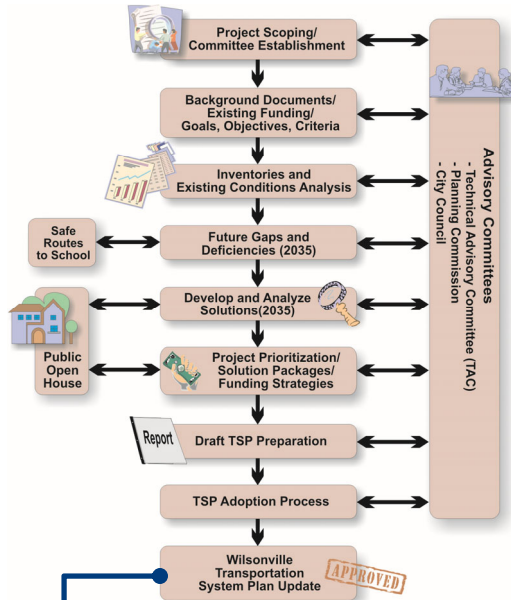 Project Scoping/
Committee Establishment
Background Documents/
Existing Funding/
Goals, Objectives, Criteria
Inventories and
Existing Conditions Analysis
Safe
Routes
to School
Future Gaps and
Deficiencies (2035)
Develop and Analyze
Solutions(2035)
Public
Open
House
Project Prioritization/
Solution Packages/
Funding Strategies
Report
Draft TSP Preparation
TSP Adoption Process
Wilsonville
Transportation
System Plan Update
APPROVED
Advisory Committees
- Technical Advisory Committee (TAC)
- Planning Commission
- City Council